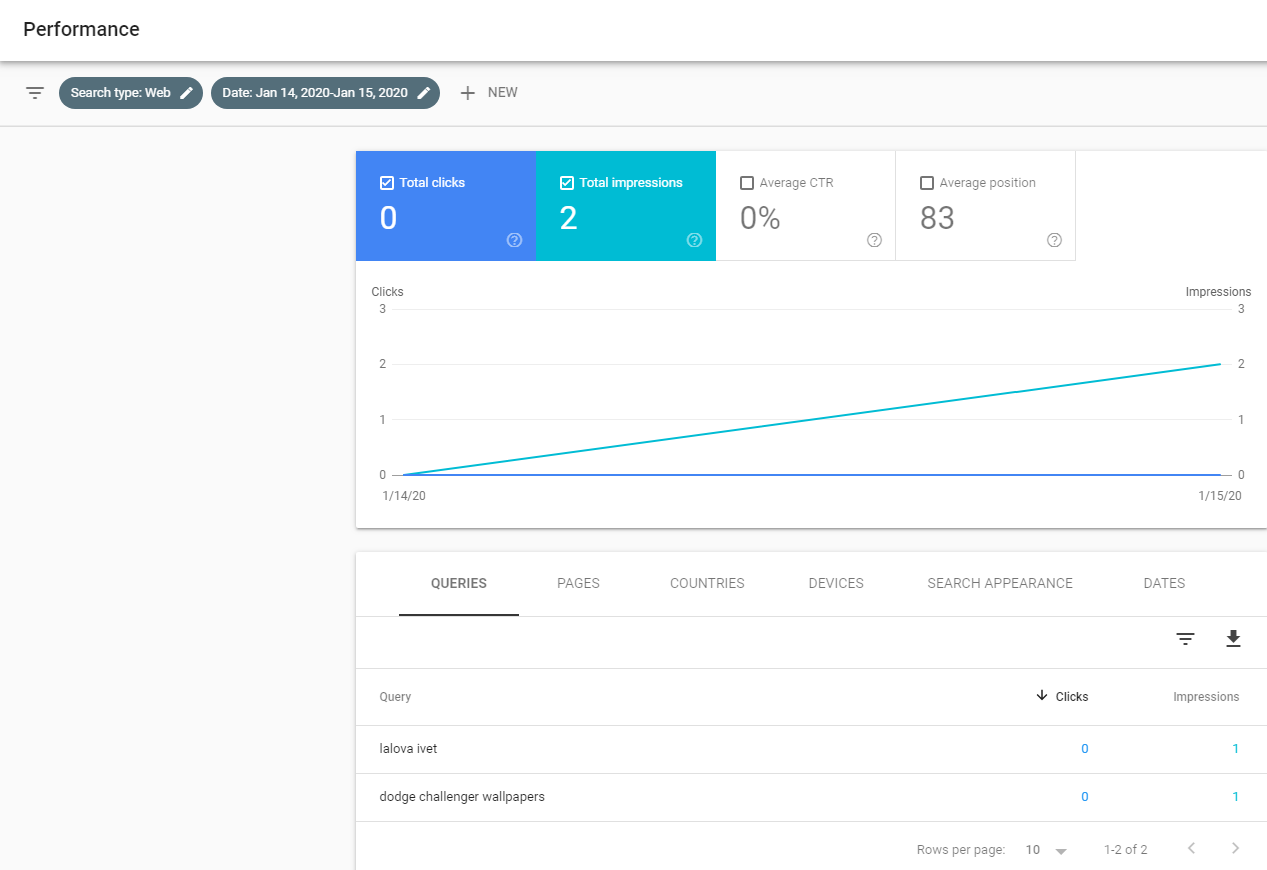 Performance
Search type: Web
Date: Jan 14, 2020-Jan 15, 2020
NEW
Total clicks
0
Total impressions
2
Average CTR
0%
Average position
83
Clicks
Impressions
3 3
2 2
1 1
0 0
1/14/20 1/15/20
QUERIES PAGES COUNTRIES DEVICES SEARCH APPEARANCE DATES
Query Clicks Impressions
lalova ivet 0 1
dodge challenger wallpapers 0 1
Rows per page: 10 1-2 of 2